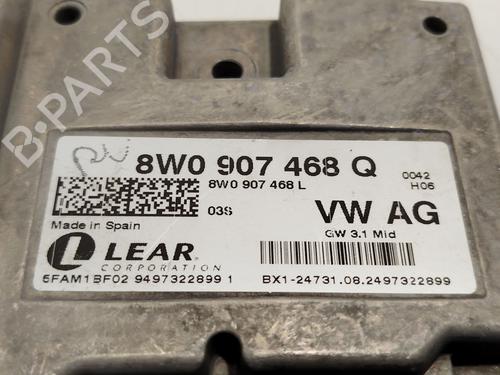 B-PARTS
8W0 907 468 Q
0042
8W0 907 468 L
H06
03S
VW AG
Made in Spain
GW 3.1 Mid
LEAR
CORPORATION
5FAM1BF02 9497322899 1
BX1-24731.08.2497322899